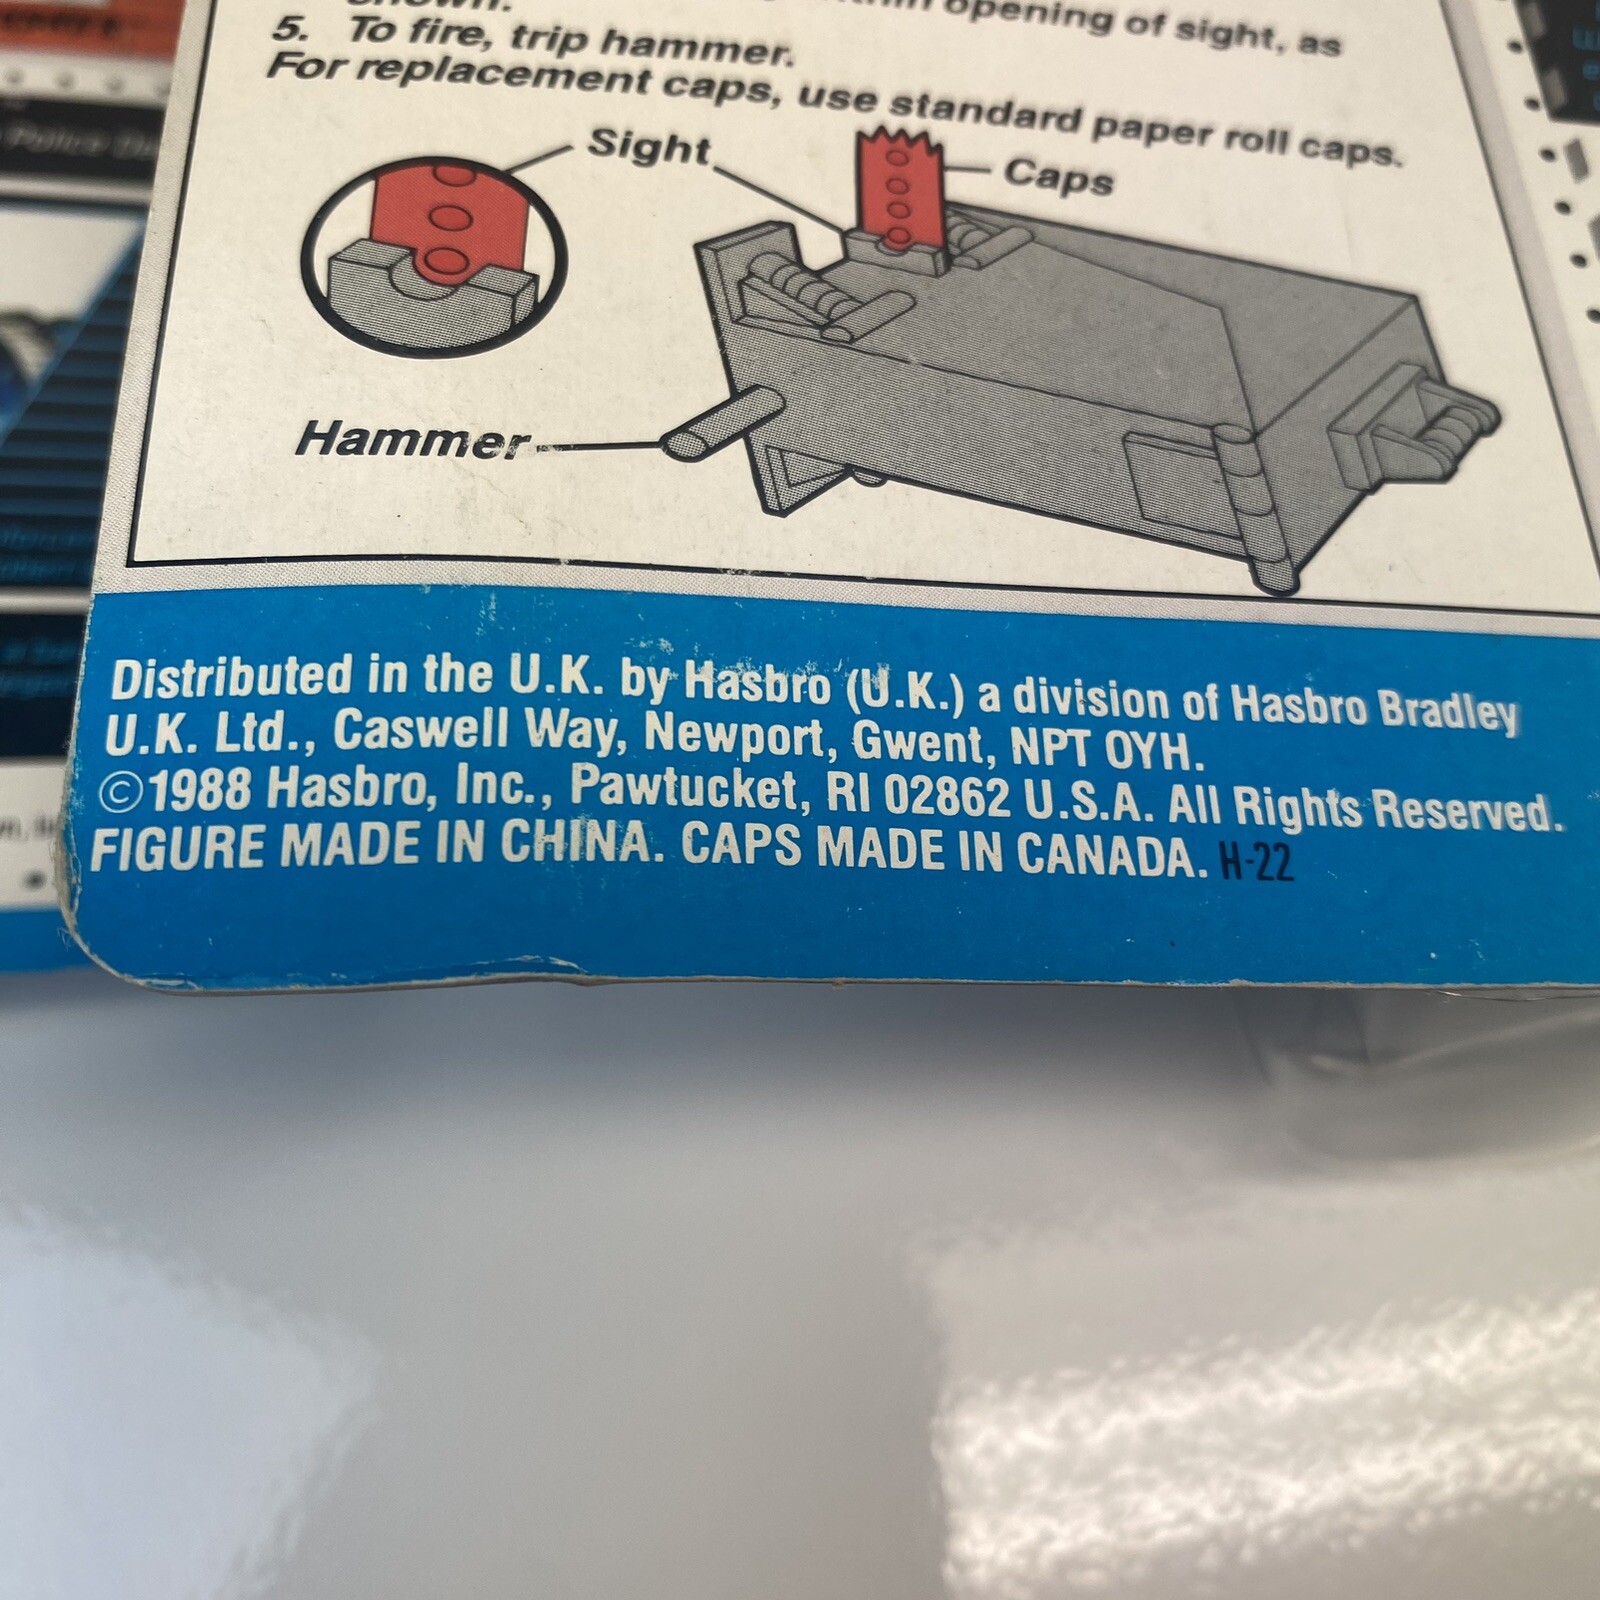 opening of sight, as
5. To fire, trip hammer.
For replacement caps, use standard paper roll caps.
Sight
Caps
Hammer
Distributed in the U.K. by Hasbro (U.K.) a division of Hasbro Bradley
U.K. Ltd., Caswell Way, Newport, Gwent, NPT OYH.
©1988 Hasbro, Inc., Pawtucket, RI 02862 U.S.A. All Rights Reserved.
FIGURE MADE IN CHINA. CAPS MADE IN CANADA. H-22
Police